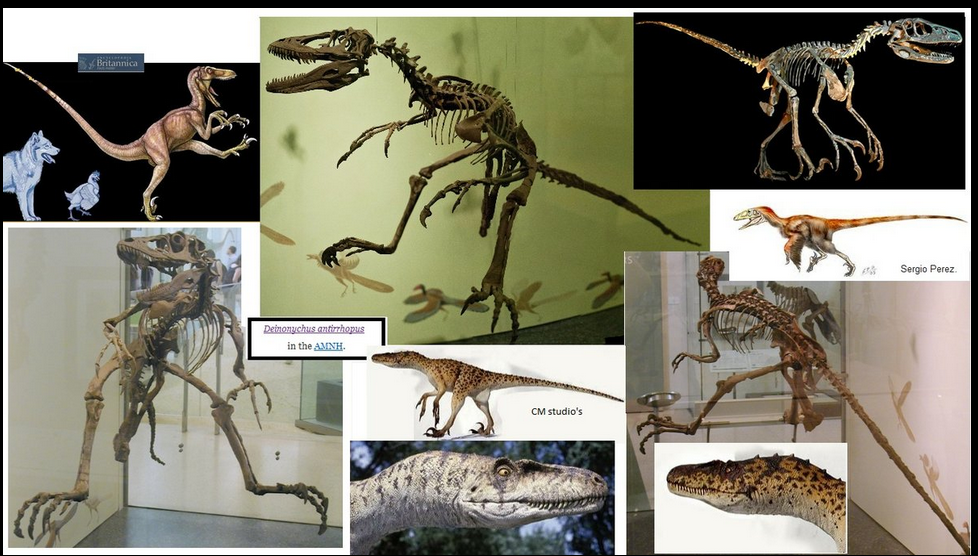 Britannica
Deinonychus antirrhopus
in the AMNH.
Sergio Perez.
CM studio's